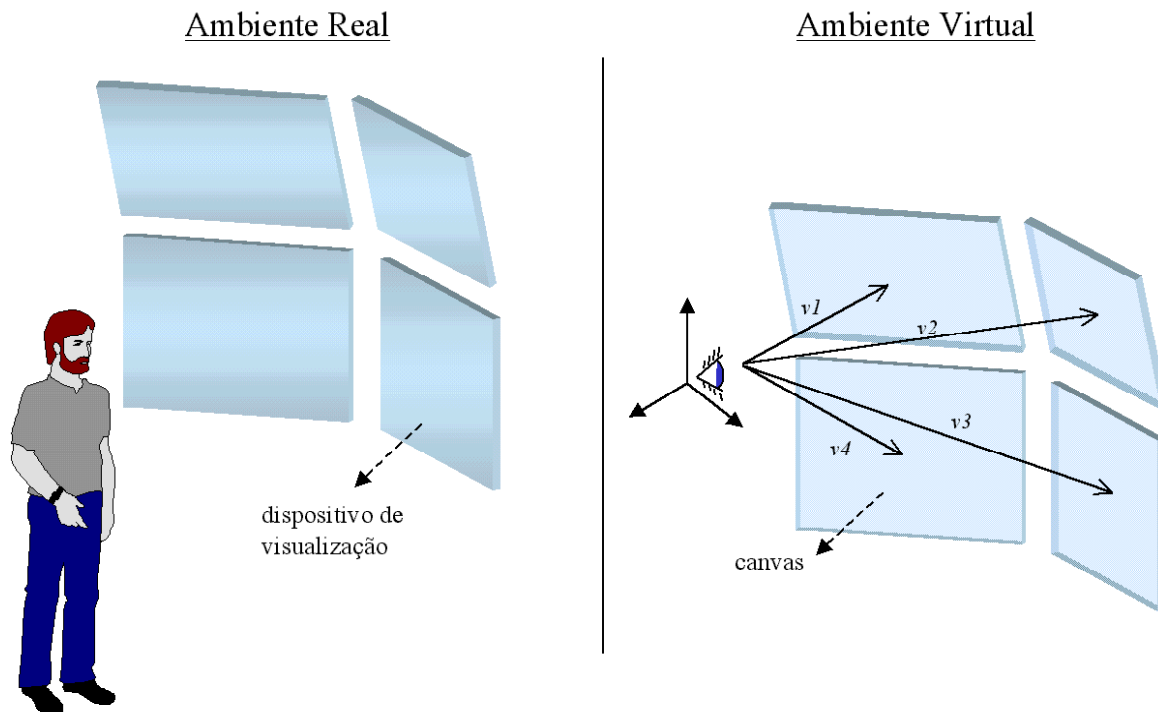 Ambiente Real
Ambiente Virtual
v1
v2
v3
v4
dispositivo de
visualização
canvas